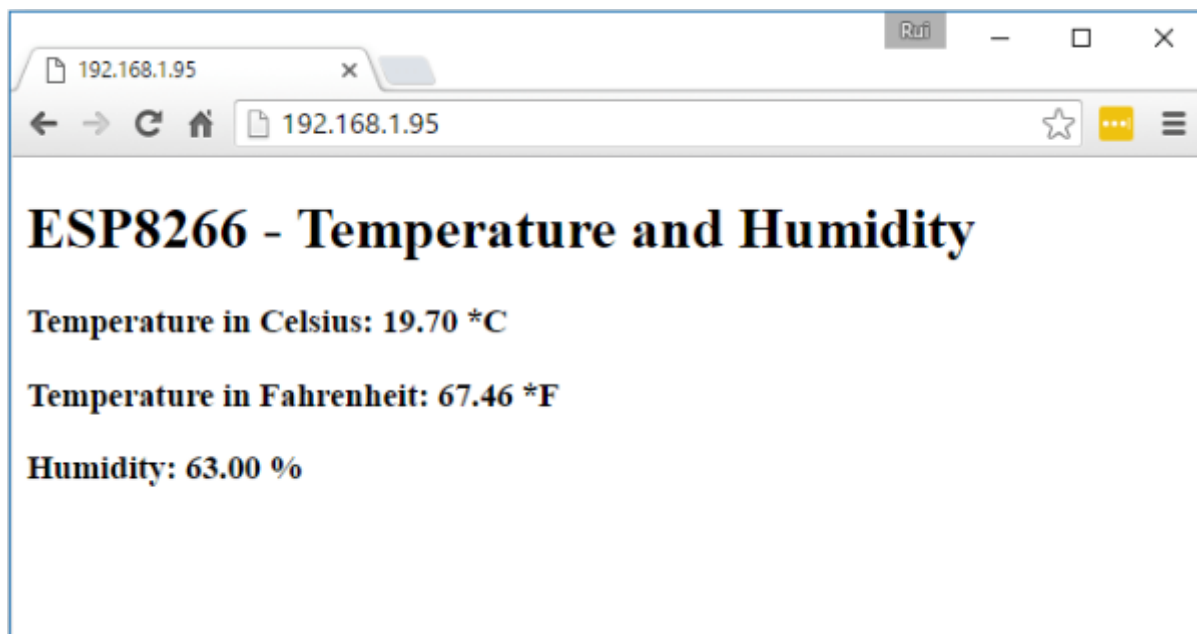 Rui
192.168.1.95
192.168.1.95
ESP8266 - Temperature and Humidity
Temperature in Celsius: 19.70 *C
Temperature in Fahrenheit: 67.46 *F
Humidity: 63.00 %